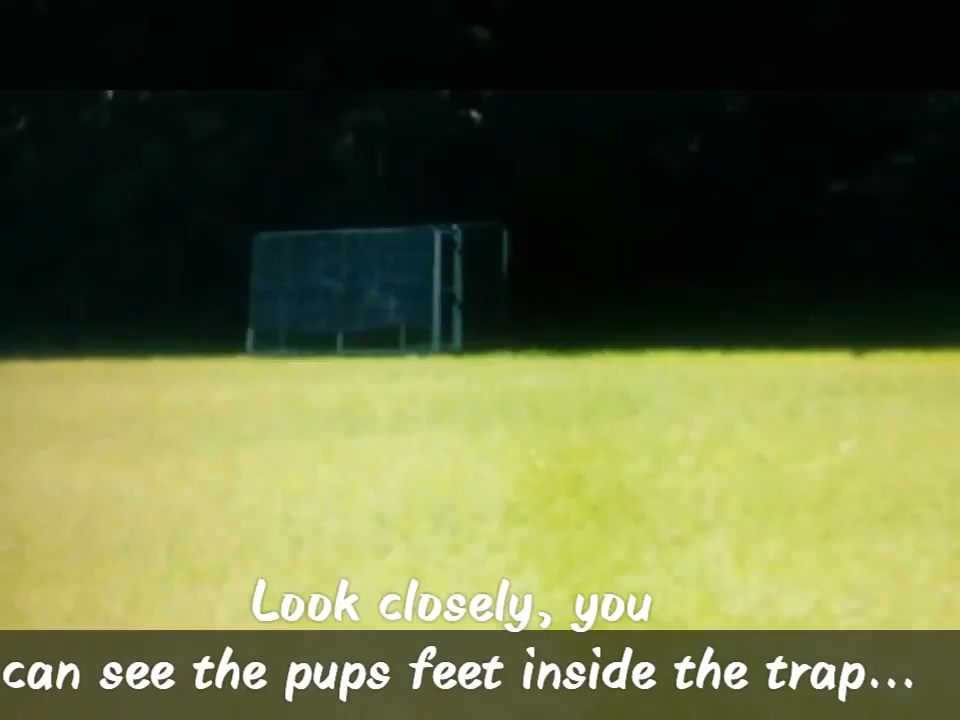 Look closely, you
can see the pups feet inside the trap...